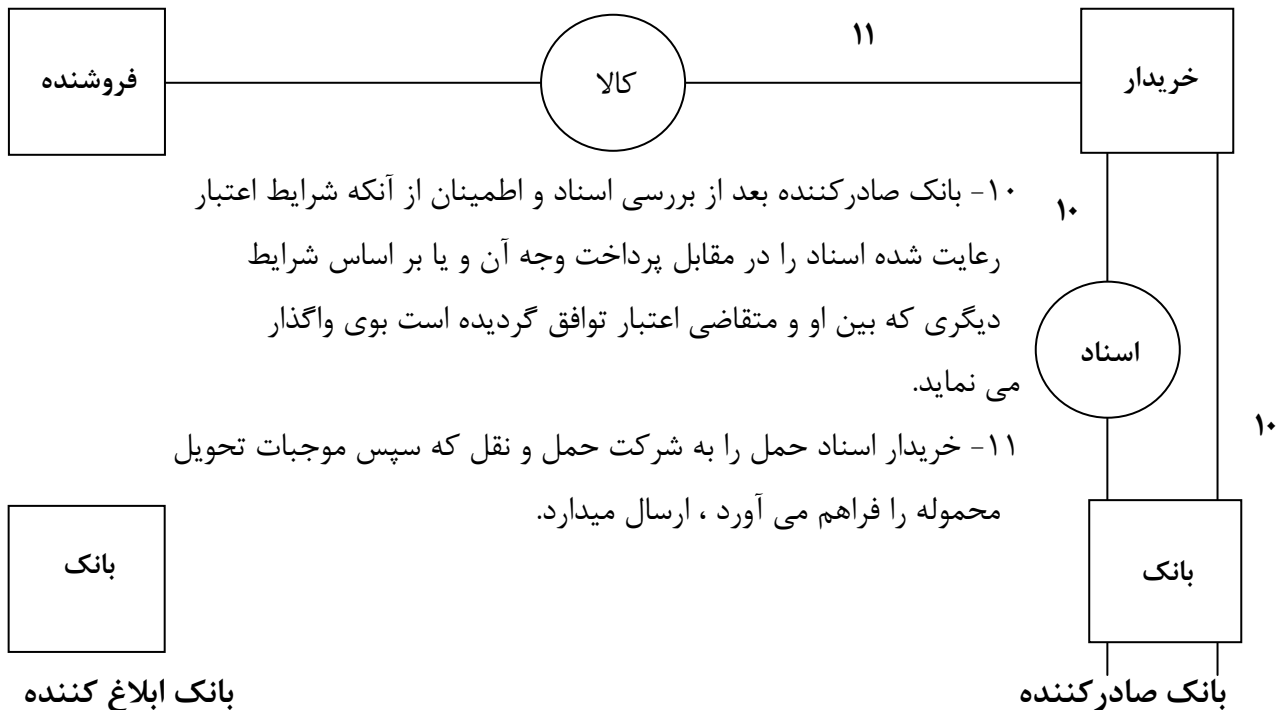 ۱۱
خریدار
کالا
فروشنده
۱۰- بانک صادرکننده بعد از بررسی اسناد و اطمینان از آنکه شرایط اعتبار
رعایت شده اسناد را در مقابل پرداخت وجه آن و یا بر اساس شرایط
دیگری که بین او و متقاضی اعتبار توافق گردیده است بوی واگذار
می نماید.
۱۰
اسناد
۱۰
۱۱- خریدار اسناد حمل را به شرکت حمل و نقل که سپس موجبات تحویل
محموله را فراهم می آورد ، ارسال میدارد.
بانک
بانک
بانک صادرکننده
بانک ابلاغ کننده